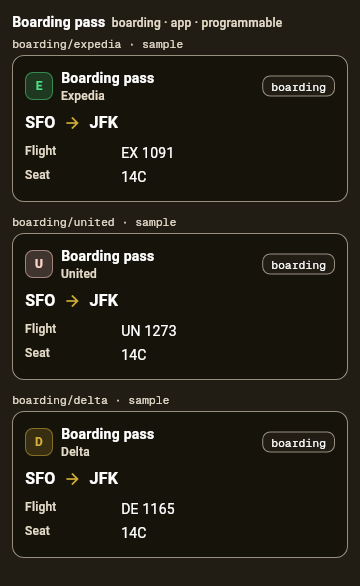 Boarding pass boarding · app · programmable
boarding/expedia · sample
E
Boarding pass
Expedia
boarding
SFO → JFK
Flight EX 1091
Seat 14C
boarding/united · sample
U
Boarding pass
United
boarding
SFO → JFK
Flight UN 1273
Seat 14C
boarding/delta · sample
D
Boarding pass
Delta
boarding
SFO → JFK
Flight DE 1165
Seat 14C